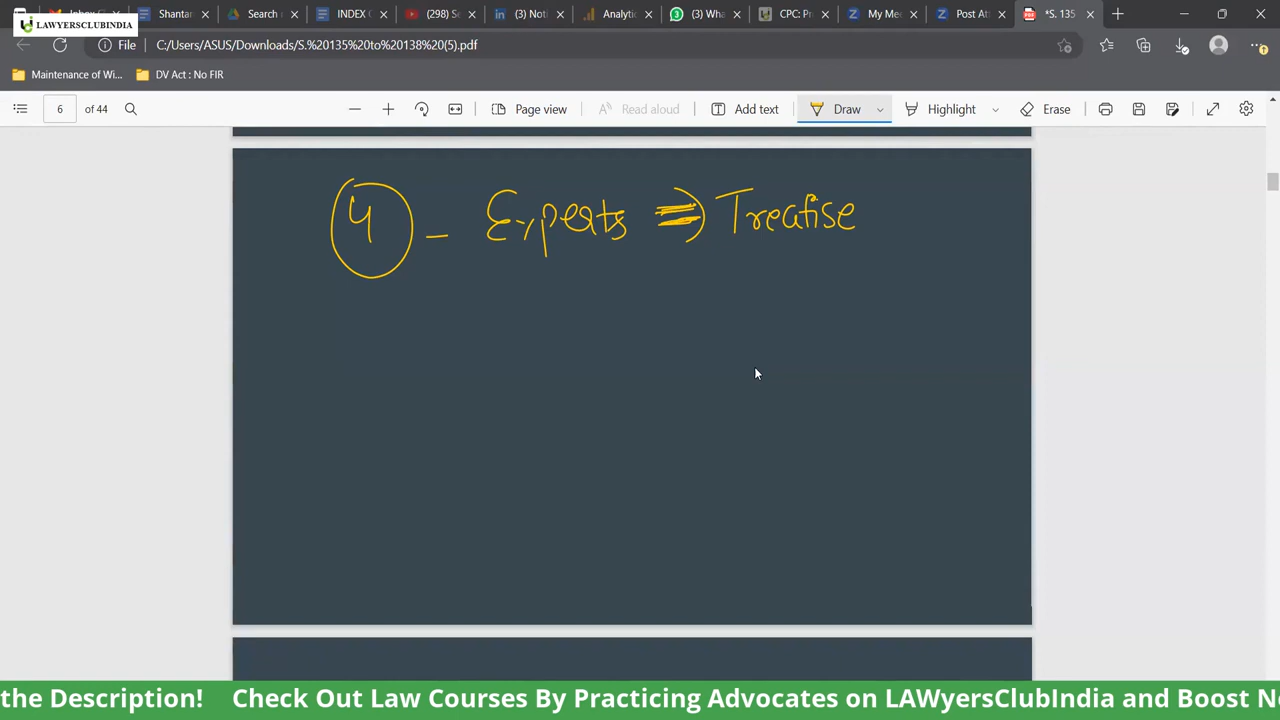 LAWYERSCLUBINDIA
Shanta
Search
INDEX
(298)
(3) Noti
Analytic
(3) W
CPC: P
My Me
Post At
*S. 135
File
C:/Users/ASUS/Downloads/S.%20135%20to%20138%20(5).pdf
Maintenance of Wi...
DV Act : No FIR
6
of 44
Page view
Read aloud
Add text
Draw
Highlight
Erase
4 - Experts ⇒ Treatise
the Description! Check Out Law Courses By Practicing Advocates on LAWyersClubIndia and Boost N